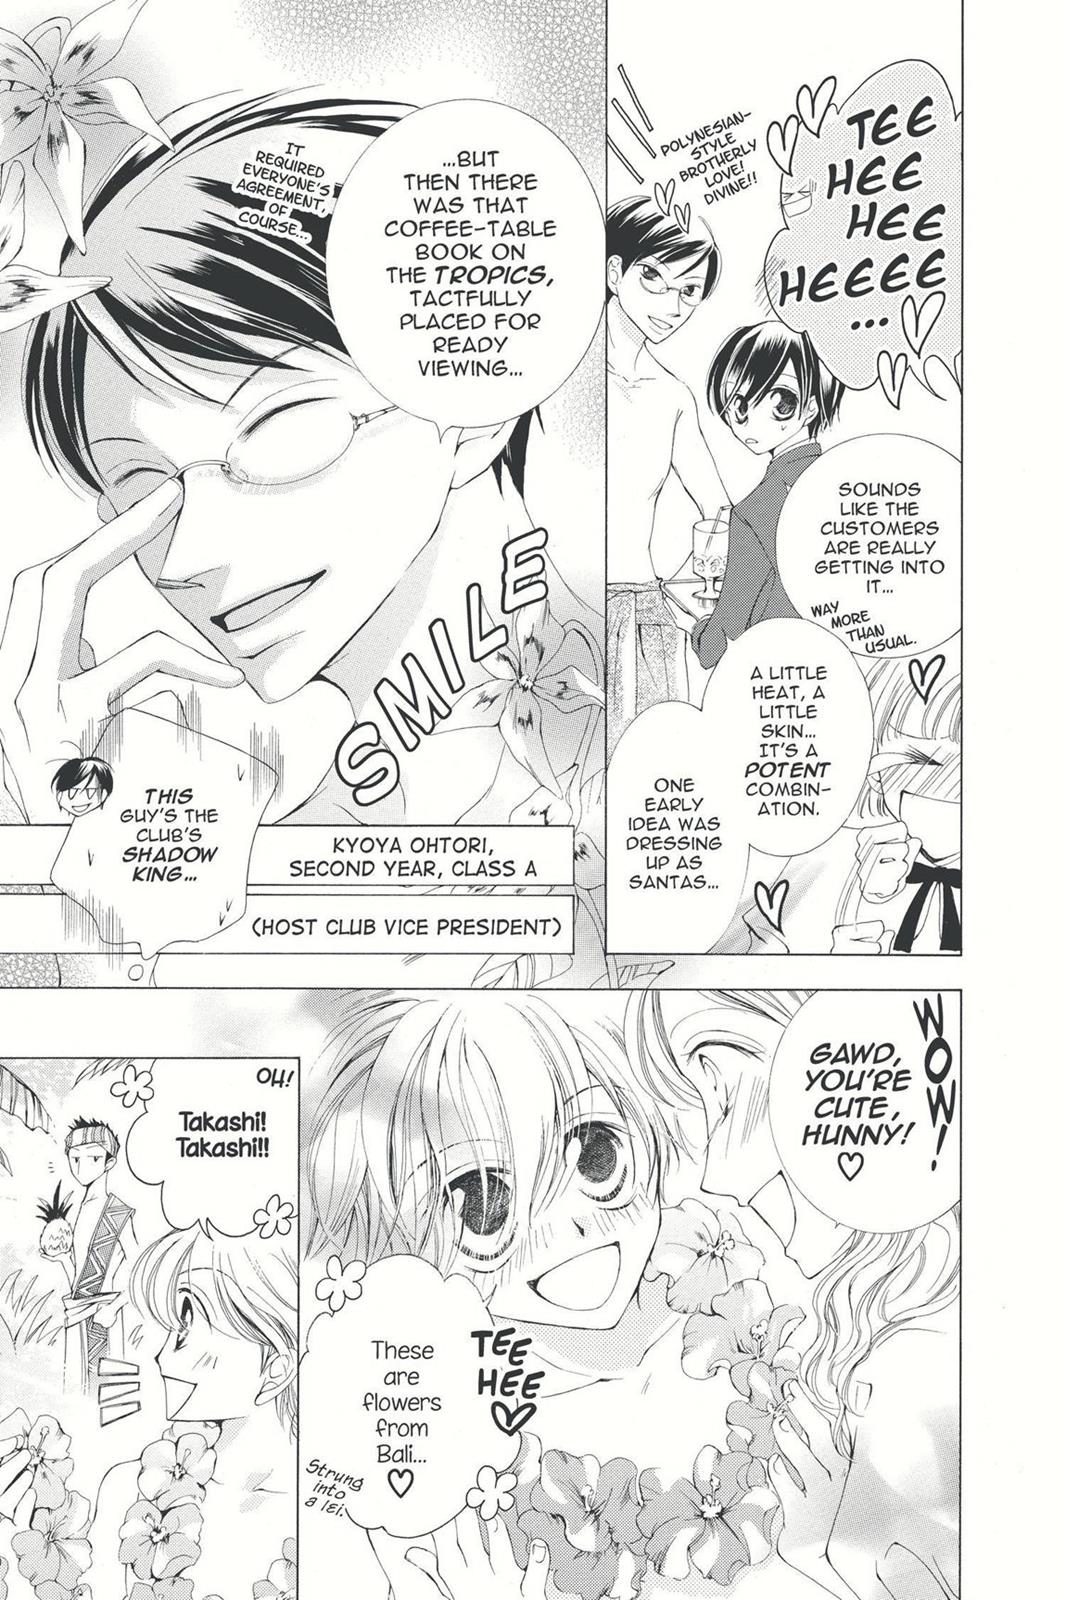 TEE
HEE
HEE
HEEEE
...
POLYNESIAN-
STYLE
BROTHERLY
LOVE!
DIVINE!!
SOUNDS
LIKE THE
CUSTOMERS
ARE REALLY
GETTING INTO
IT...
WAY
MORE
THAN
USUAL.
A LITTLE
HEAT, A
LITTLE
SKIN...
IT'S A
POTENT
COMBIN-
ATION.
ONE
EARLY
IDEA WAS
DRESSING
UP AS
SANTAS...
...BUT
THEN THERE
WAS THAT
COFFEE-TABLE
BOOK ON
THE TROPICS,
TACTFULLY
PLACED FOR
READY
VIEWING...
IT
REQUIRED
EVERYONE'S
AGREEMENT,
OF
COURSE...
SMILE
THIS
GUY'S THE
CLUB'S
SHADOW
KING...
KYOYA OHTORI,
SECOND YEAR, CLASS A
(HOST CLUB VICE PRESIDENT)
WOW!
GAWD,
YOU'RE
CUTE,
HUNNY!
♡
TEE
HEE
♡
These
are
flowers
from
Bali...
♡
Strung
into
a lei.
OH!
Takashi!
Takashi!!